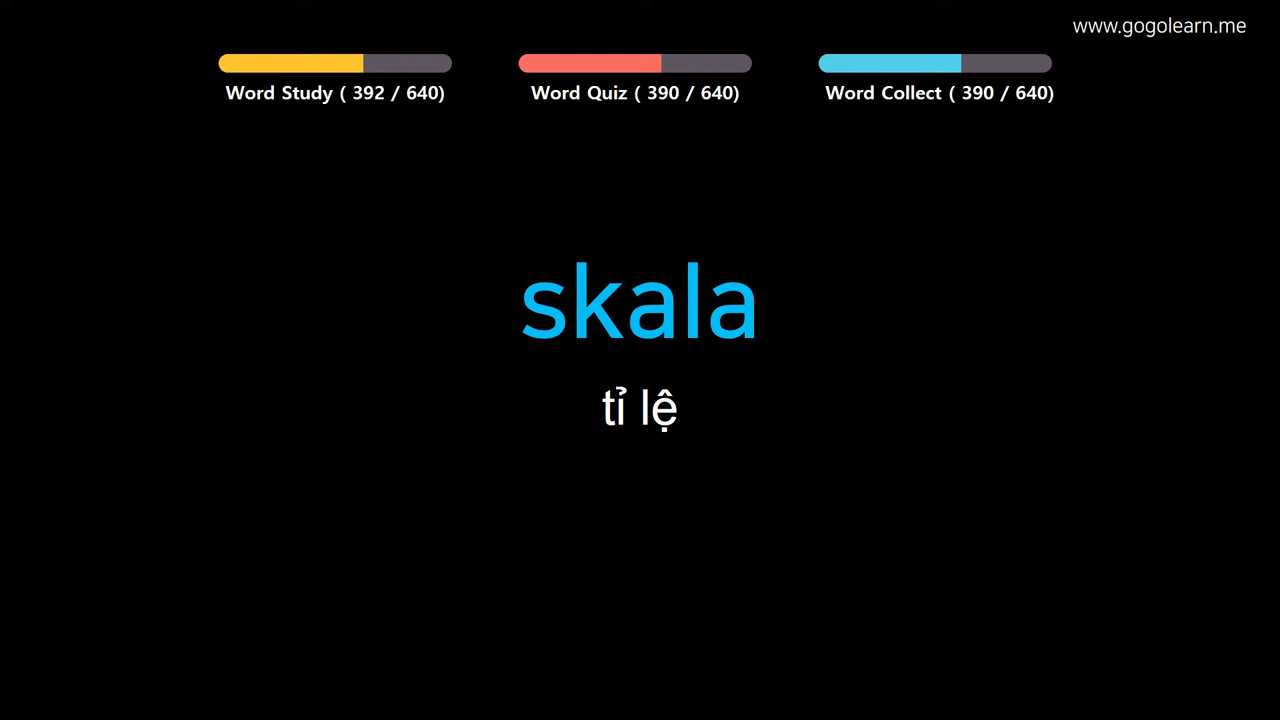 www.gogolearn.me
Word Study ( 392 / 640)
Word Quiz ( 390 / 640)
Word Collect ( 390 / 640)
skala
tỉ lệ